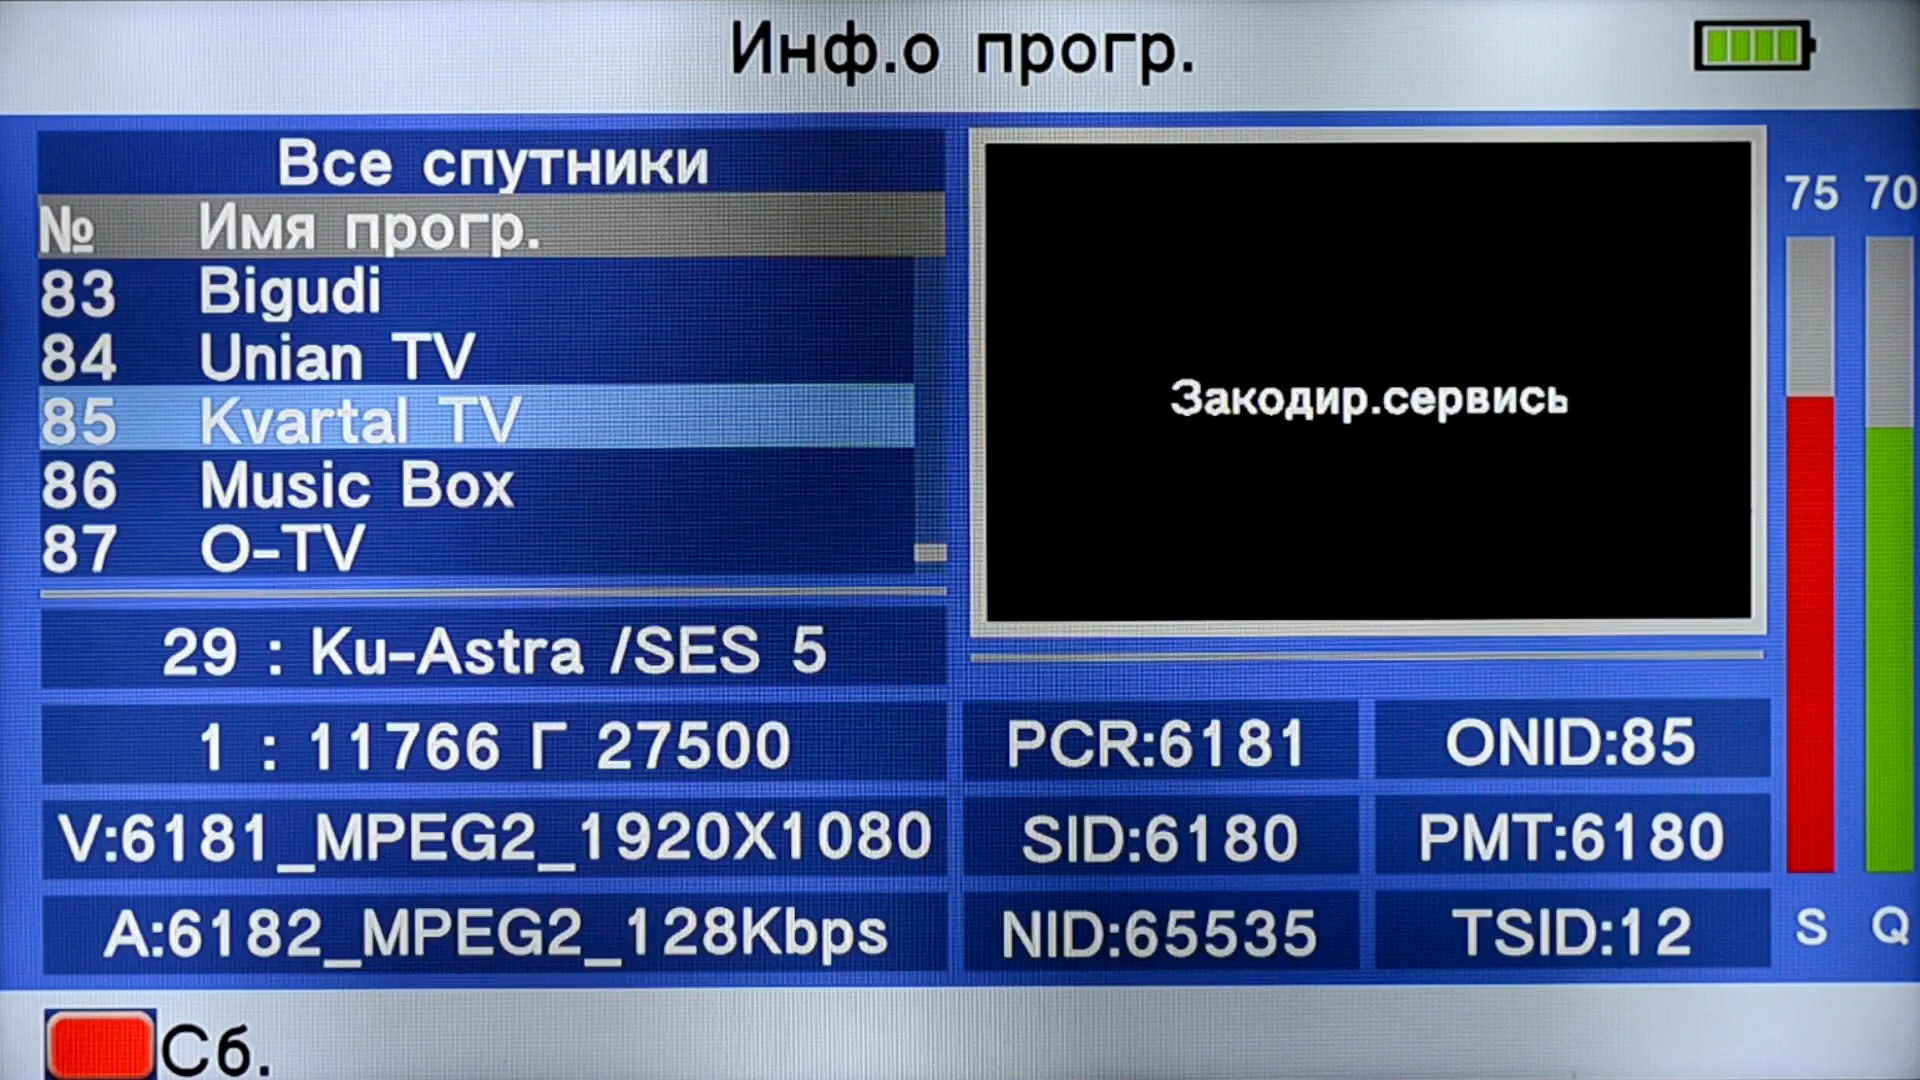 Инф.о прогр.
Все спутники
№ Имя прогр.
83 Bigudi
84 Unian TV
85 Kvartal TV
86 Music Box
87 O-TV
29 : Ku-Astra /SES 5
1 : 11766 Г 27500
V:6181_MPEG2_1920X1080
A:6182_MPEG2_128Kbps
Закодир.сервисы
PCR:6181 ONID:85
SID:6180 PMT:6180
NID:65535 TSID:12
75 70
S Q
Сб.